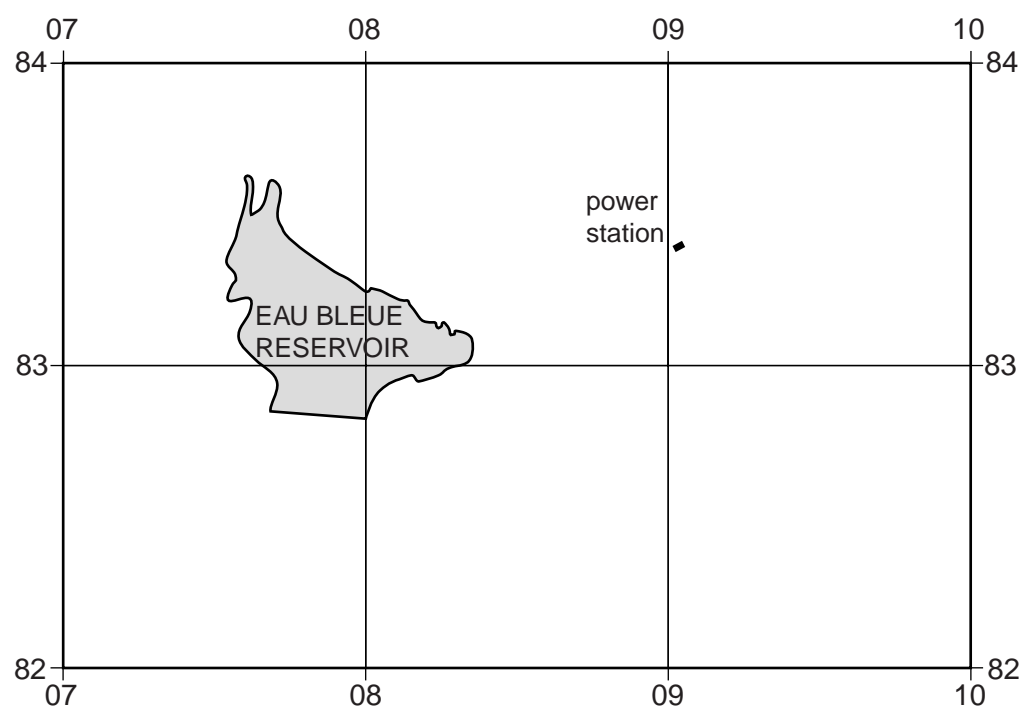 07 08 09 10
84 84
power
station
EAU BLEUE
RESERVOIR
83 83
82 82
07 08 09 10